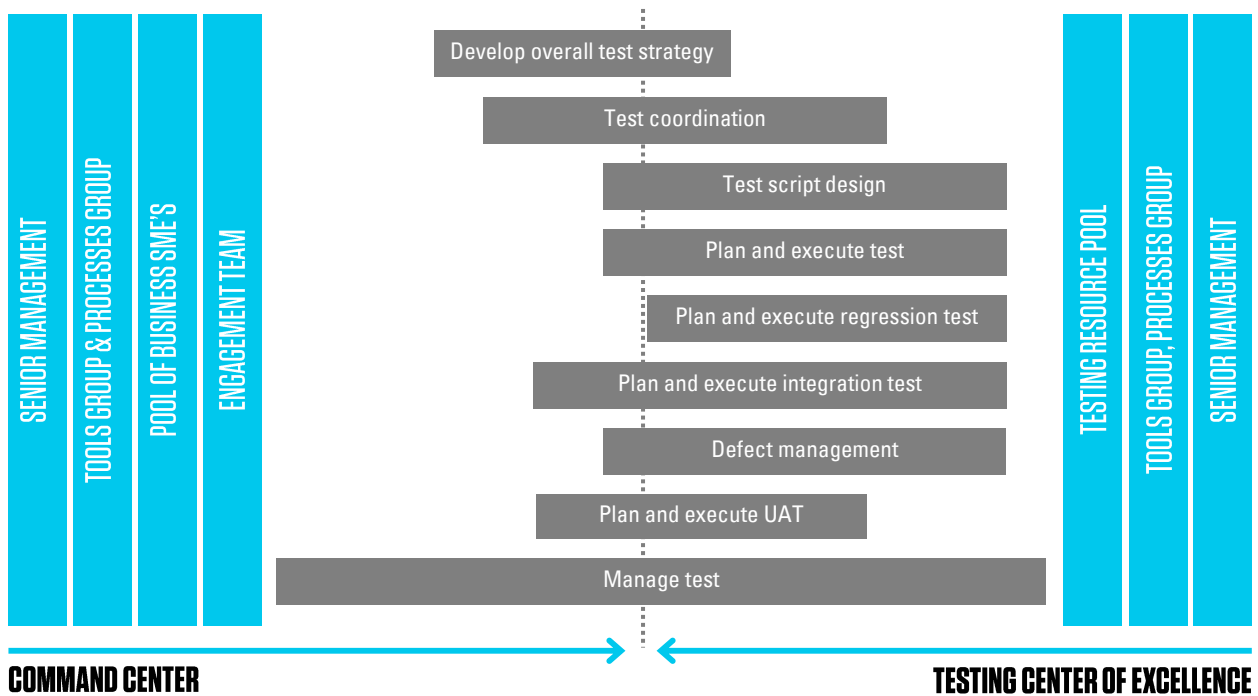 SENIOR MANAGEMENT
TOOLS GROUP & PROCESSES GROUP
POOL OF BUSINESS SME'S
ENGAGEMENT TEAM
Develop overall test strategy
Test coordination
Test script design
Plan and execute test
Plan and execute regression test
Plan and execute integration test
Defect management
Plan and execute UAT
Manage test
TESTING RESOURCE POOL
TOOLS GROUP, PROCESSES GROUP
SENIOR MANAGEMENT
COMMAND CENTER
TESTING CENTER OF EXCELLENCE